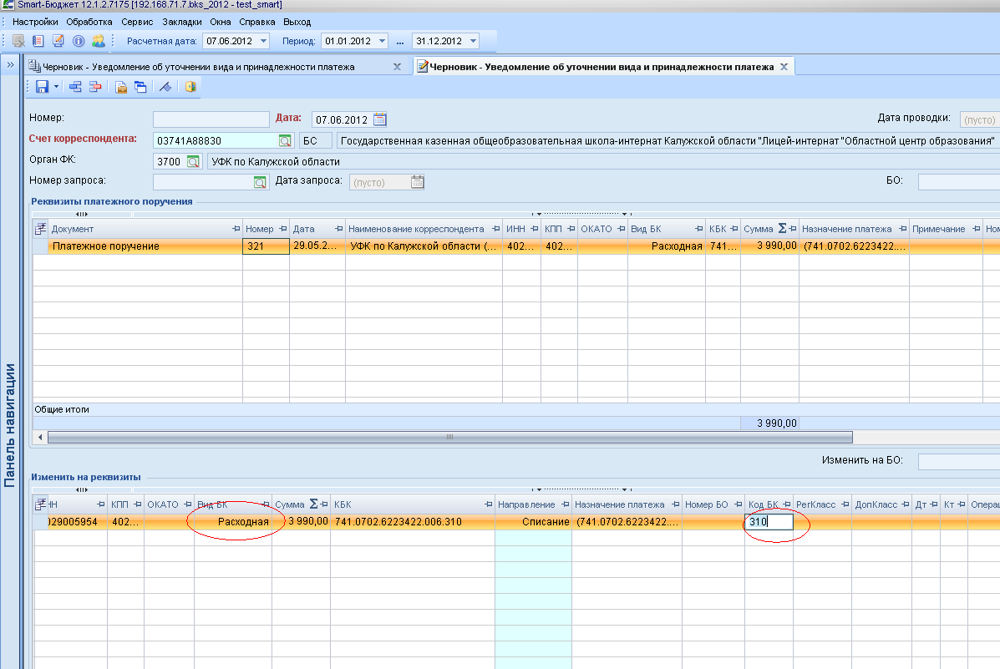 Smart-Бюджет 12.1.2.7175 [192.168.71.7.bks_2012 - test_smart]
Настройки Обработка Сервис Закладки Окна Справка Выход
Расчетная дата: 07.06.2012 Период: 01.01.2012 ... 31.12.2012
» Черновик - Уведомление об уточнении вида и принадлежности платежа Черновик - Уведомление об уточнении вида и принадлежности платежа
Номер: Дата: 07.06.2012 Дата проводки: (пусто)
Счет корреспондента: 03741А88830 БС Государственная казенная общеобразовательная школа-интернат Калужской области "Лицей-интернат "Областной центр образования"
Орган ФК: 3700 УФК по Калужской области
Номер запроса: Дата запроса: (пусто) БО:
Реквизиты платежного поручения
Документ Номер Дата Наименование корреспондента ИНН КПП ОКАТО Вид БК КБК Сумма Σ Назначение платежа Примечание Ном
Платежное поручение 321 29.05.2... УФК по Калужской области (... 402... 402... Расходная 741.... 3 990,00 (741.0702.6223422....
Общие итоги
3 990,00
Панель навигации
Изменить на БО:
Изменить на реквизиты
НН КПП ОКАТО Вид БК Сумма Σ КБК Направление Назначение платежа Номер БО Код БК РегКласс ДопКласс Дт Кт Операц
029005954 402... Расходная 3 990,00 741.0702.6223422.006.310 Списание (741.0702.6223422.... 310